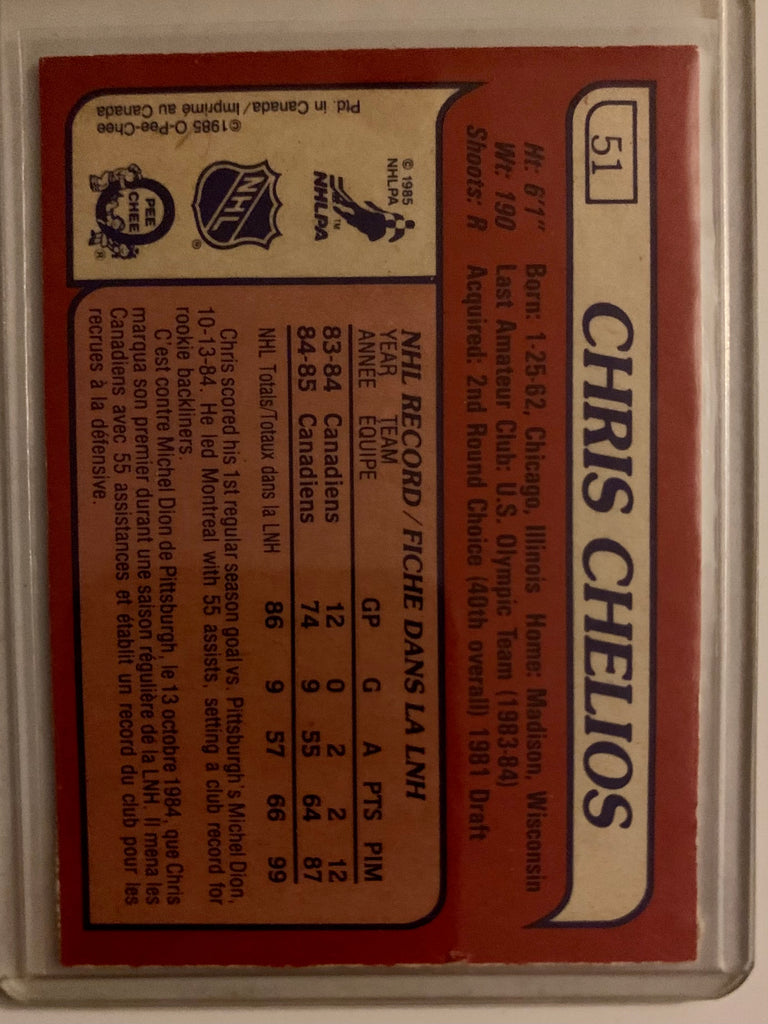 51
CHRIS CHELIOS
Ht: 6'1" Born: 1-25-62, Chicago, Illinois Home: Madison, Wisconsin
Wt: 190 Last Amateur Club: U.S. Olympic Team (1983-84)
Shoots: R Acquired: 2nd Round Choice (40th overall) 1981 Draft
© 1985
NHLPA
NHLPA
TM
NHL
®
PEE
CHEE
®
©1985 O-Pee-Chee
Ptd. in Canada/Imprimé au Canada
NHL RECORD/FICHE DANS LA LNH
YEAR TEAM
ANNÉE ÉQUIPE GP G A PTS PIM
83-84 Canadiens 12 0 2 2 12
84-85 Canadiens 74 9 55 64 87
NHL Totals/Totaux dans la LNH 86 9 57 66 99
Chris scored his 1st regular season goal vs. Pittsburgh's Michel Dion,
10-13-84. He led Montreal with 55 assists, setting a club record for
rookie backliners.
C'est contre Michel Dion de Pittsburgh, le 13 octobre 1984, que Chris
marqua son premier durant une saison régulière de la LNH. Il mena les
Canadiens avec 55 assistances et établit un record du club pour les
recrues à la défensive.